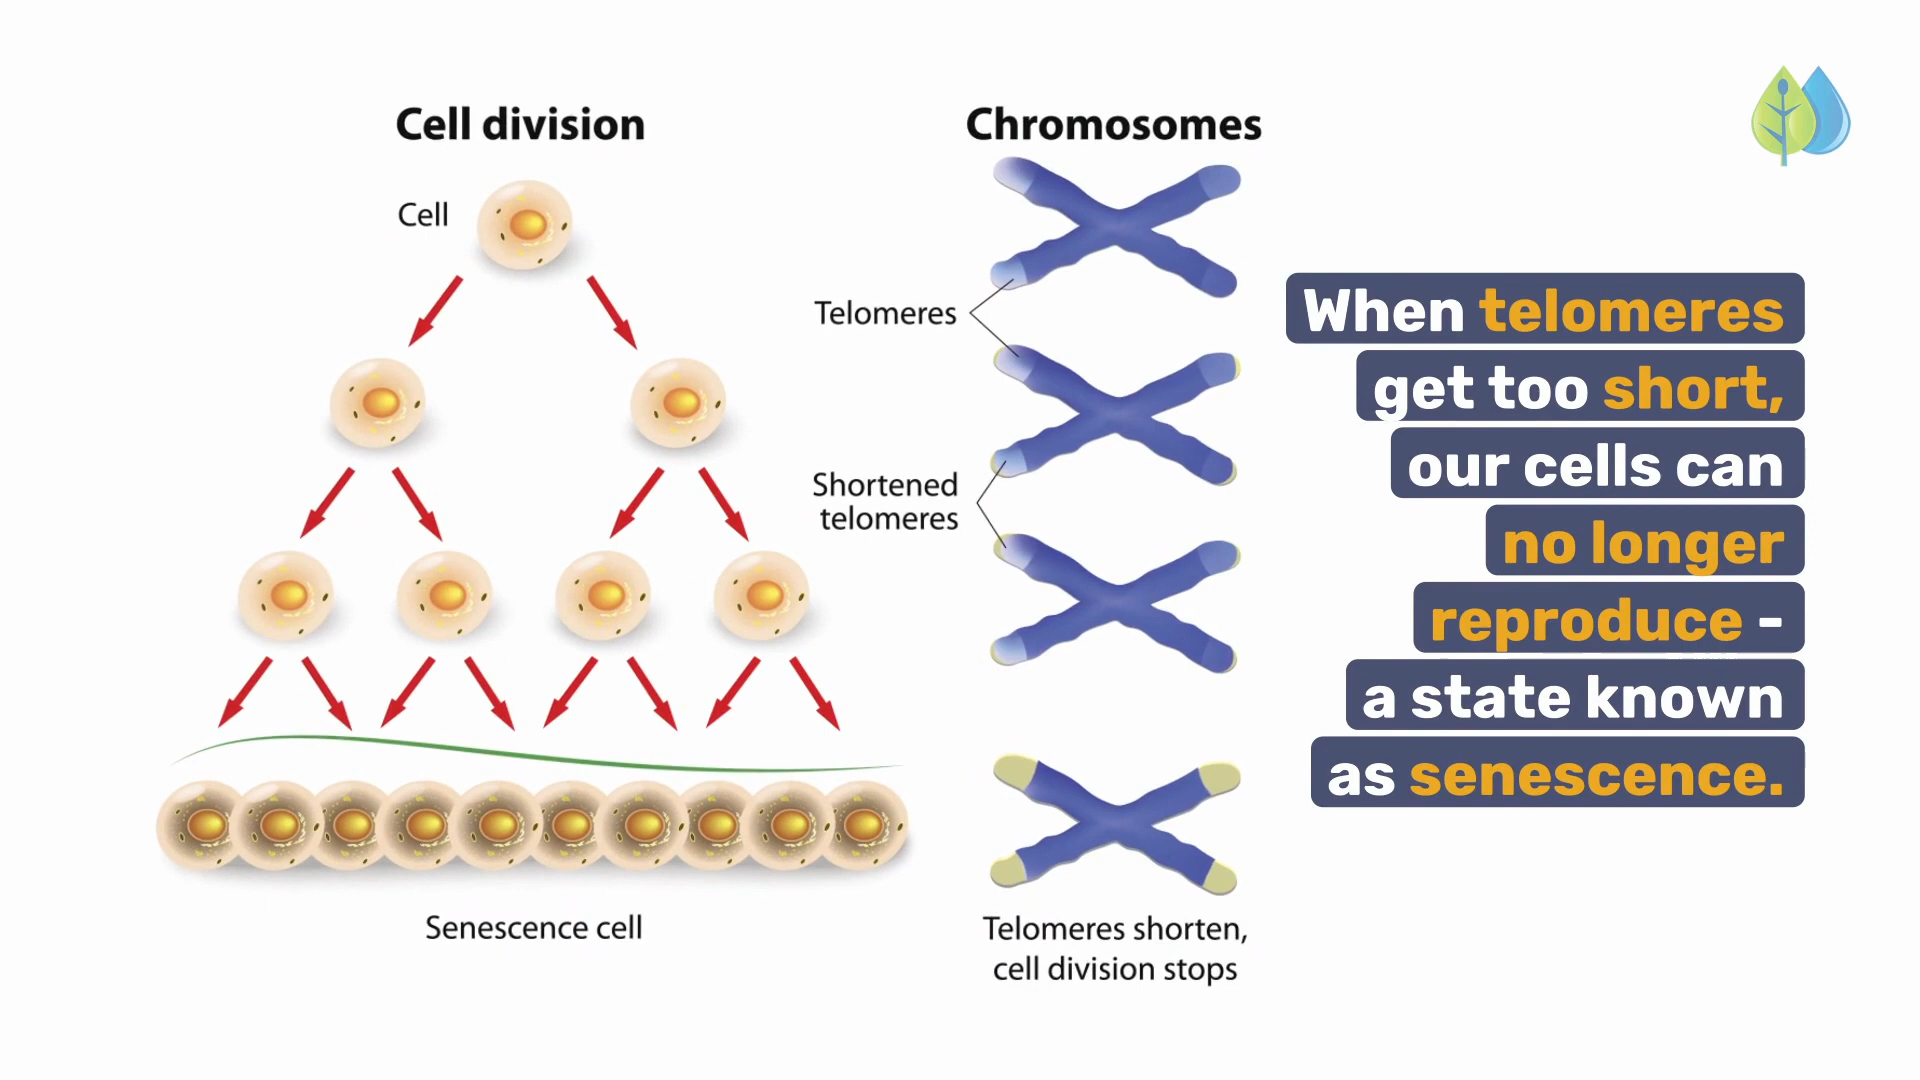 Cell division
Cell
Senescence cell
Chromosomes
Telomeres
Shortened
telomeres
Telomeres shorten,
cell division stops
When telomeres
get too short,
our cells can
no longer
reproduce -
a state known
as senescence.